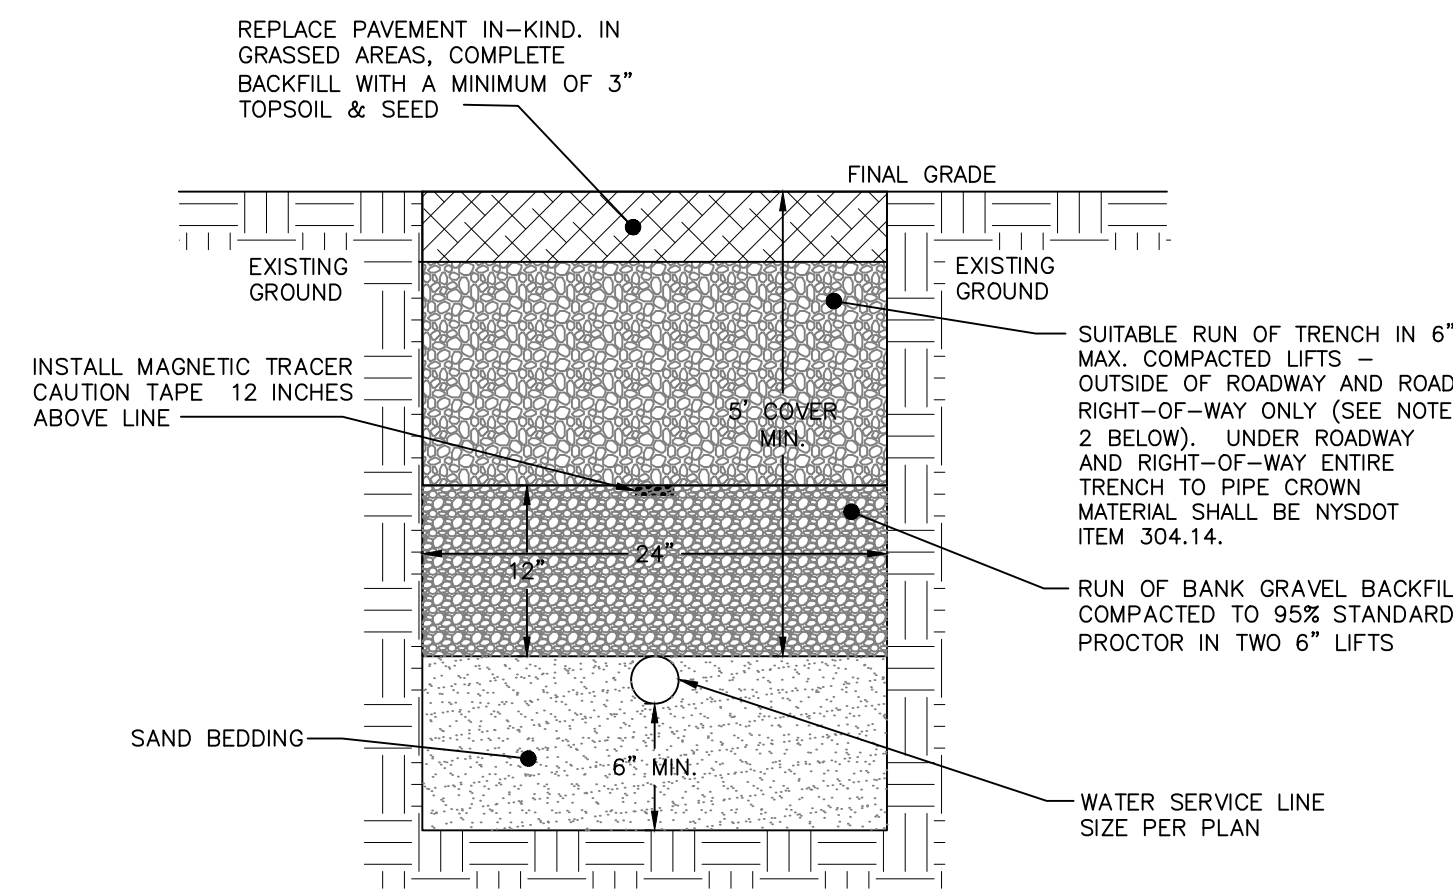 REPLACE PAVEMENT IN-KIND. IN
GRASSED AREAS, COMPLETE
BACKFILL WITH A MINIMUM OF 3"
TOPSOIL & SEED
FINAL GRADE
EXISTING
GROUND
EXISTING
GROUND
SUITABLE RUN OF TRENCH IN 6"
MAX. COMPACTED LIFTS -
OUTSIDE OF ROADWAY AND ROAD
RIGHT-OF-WAY ONLY (SEE NOTE
2 BELOW). UNDER ROADWAY
AND RIGHT-OF-WAY ENTIRE
TRENCH TO PIPE CROWN
MATERIAL SHALL BE NYSDOT
ITEM 304.14.
INSTALL MAGNETIC TRACER
CAUTION TAPE 12 INCHES
ABOVE LINE
5' COVER
MIN.
24"
12"
RUN OF BANK GRAVEL BACKFIL
COMPACTED TO 95% STANDARD
PROCTOR IN TWO 6" LIFTS
SAND BEDDING
6" MIN.
WATER SERVICE LINE
SIZE PER PLAN